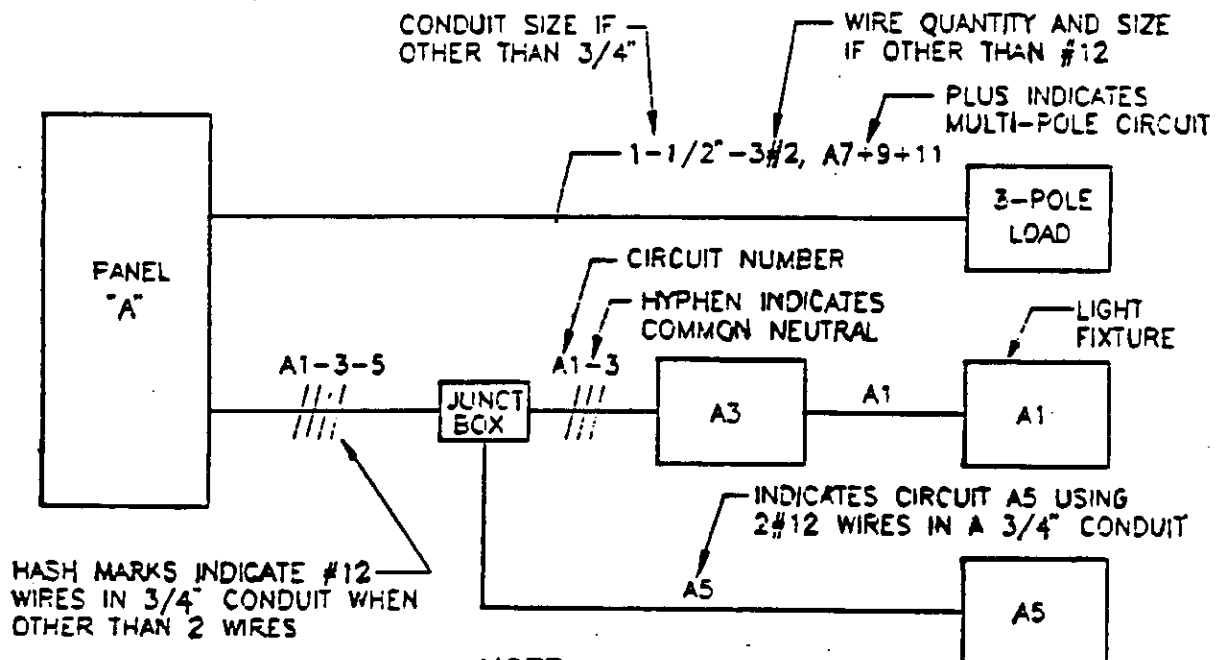 CONDUIT SIZE IF
OTHER THAN 3/4"
WIRE QUANTITY AND SIZE
IF OTHER THAN #12
PLUS INDICATES
MULTI-POLE CIRCUIT
1-1/2"-3#2, A7+9+11
3-POLE
LOAD
PANEL
"A"
CIRCUIT NUMBER
HYPHEN INDICATES
COMMON NEUTRAL
LIGHT
FIXTURE
A1-3-5
A1-3
JUNCT
BOX
A3
A1
A1
INDICATES CIRCUIT A5 USING
2#12 WIRES IN A 3/4" CONDUIT
HASH MARKS INDICATE #12
WIRES IN 3/4" CONDUIT WHEN
OTHER THAN 2 WIRES
A5
A5